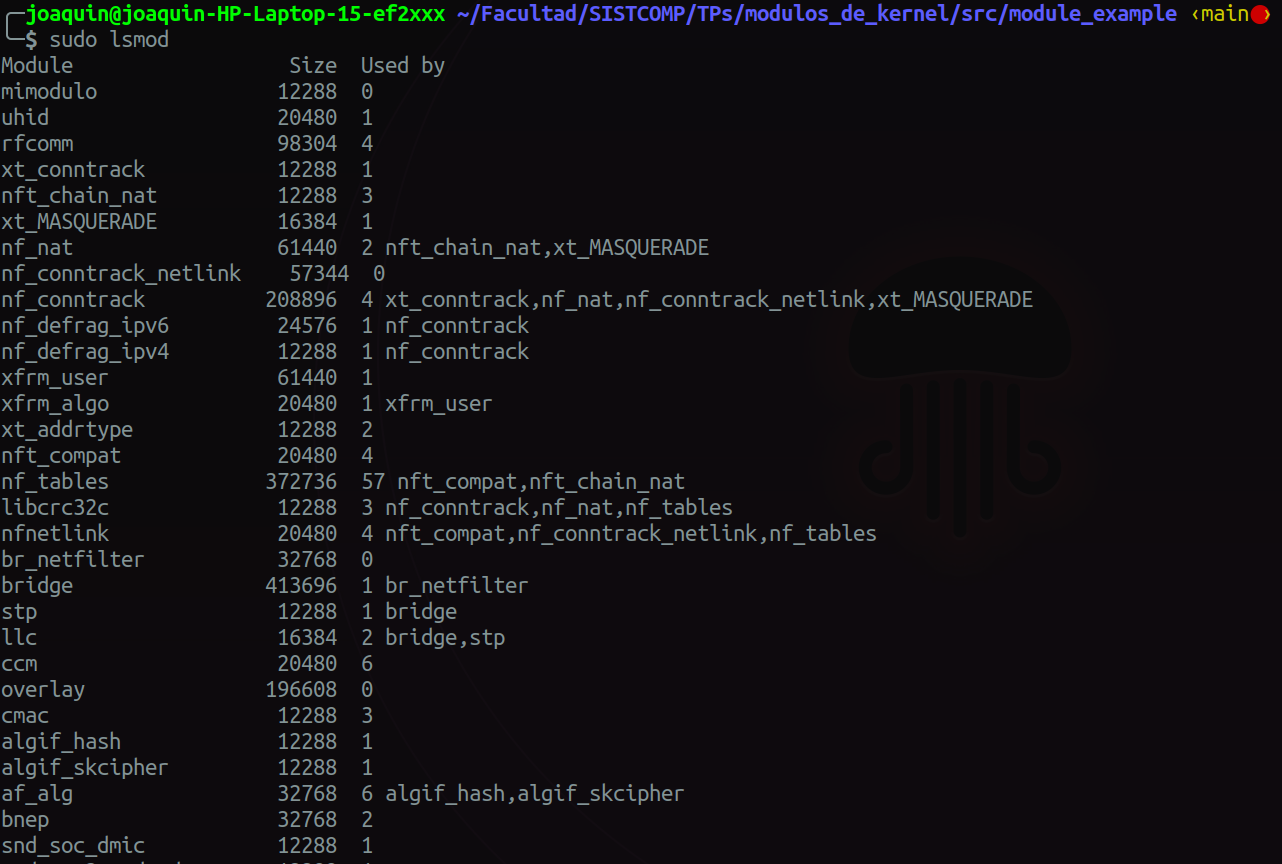 joaquin@joaquin-HP-Laptop-15-ef2xxx ~/Facultad/SISTCOMP/TPs/modulos_de_kernel/src/module_example ‹main●›
$ sudo lsmod
Module                  Size  Used by
mimodulo               12288  0
uhid                   20480  1
rfcomm                 98304  4
xt_conntrack           12288  1
nft_chain_nat          12288  3
xt_MASQUERADE          16384  1
nf_nat                 61440  2 nft_chain_nat,xt_MASQUERADE
nf_conntrack_netlink    57344  0
nf_conntrack          208896  4 xt_conntrack,nf_nat,nf_conntrack_netlink,xt_MASQUERADE
nf_defrag_ipv6         24576  1 nf_conntrack
nf_defrag_ipv4         12288  1 nf_conntrack
xfrm_user              61440  1
xfrm_algo              20480  1 xfrm_user
xt_addrtype            12288  2
nft_compat             20480  4
nf_tables             372736  57 nft_compat,nft_chain_nat
libcrc32c              12288  3 nf_conntrack,nf_nat,nf_tables
nfnetlink              20480  4 nft_compat,nf_conntrack_netlink,nf_tables
br_netfilter           32768  0
bridge                413696  1 br_netfilter
stp                    12288  1 bridge
llc                    16384  2 bridge,stp
ccm                    20480  6
overlay               196608  0
cmac                   12288  3
algif_hash             12288  1
algif_skcipher         12288  1
af_alg                 32768  6 algif_hash,algif_skcipher
bnep                   32768  2
snd_soc_dmic           12288  1